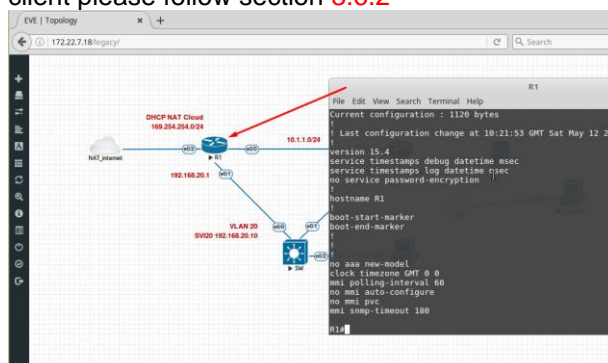 client please follow section 3.6.2
EVE | Topology
172.22.7.18/legacy/
Search
R1
File Edit View Search Terminal Help
Current configuration : 1120 bytes
!
! Last configuration change at 10:21:53 GMT Sat May 12 2
!
version 15.4
service timestamps debug datetime msec
service timestamps log datetime msec
no service password-encryption
!
hostname R1
!
boot-start-marker
boot-end-marker
!
!
!
no aaa new-model
clock timezone GMT 0 0
mmi polling-interval 60
no mmi auto-configure
no mmi pvc
mmi snmp-timeout 180
R1#
DHCP NAT Cloud
169.254.254.0/24
10.1.1.0/24
NAT_internet
e0/2
R1
e0/0
192.168.20.1
e0/1
VLAN 20
SVI20 192.168.20.10
e0/0
e0/1
e0/2
SW